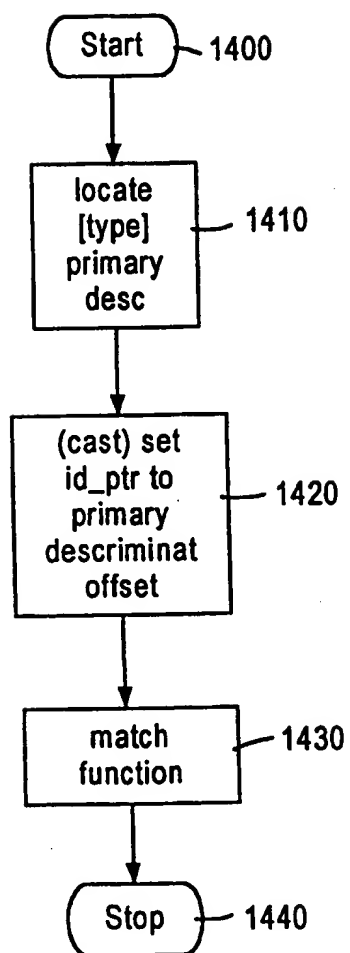 Start
1400
locate
[type]
primary
desc
1410
(cast) set
id_ptr to
primary
descriminat
offset
1420
match
function
1430
Stop
1440